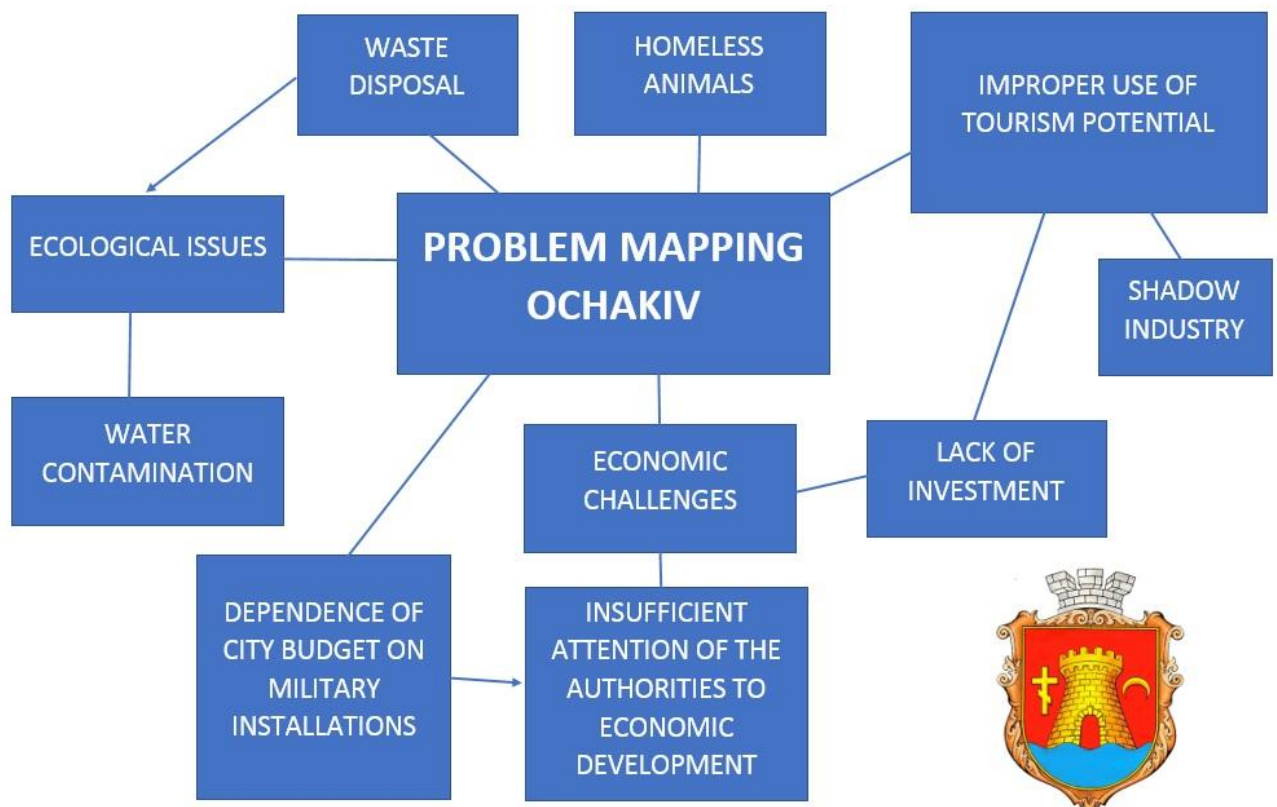 WASTE
DISPOSAL
HOMELESS
ANIMALS
IMPROPER USE OF
TOURISM POTENTIAL
ECOLOGICAL ISSUES
PROBLEM MAPPING
OCHAKIV
SHADOW
INDUSTRY
WATER
CONTAMINATION
ECONOMIC
CHALLENGES
LACK OF
INVESTMENT
DEPENDENCE OF
CITY BUDGET ON
MILITARY
INSTALLATIONS
INSUFFICIENT
ATTENTION OF THE
AUTHORITIES TO
ECONOMIC
DEVELOPMENT